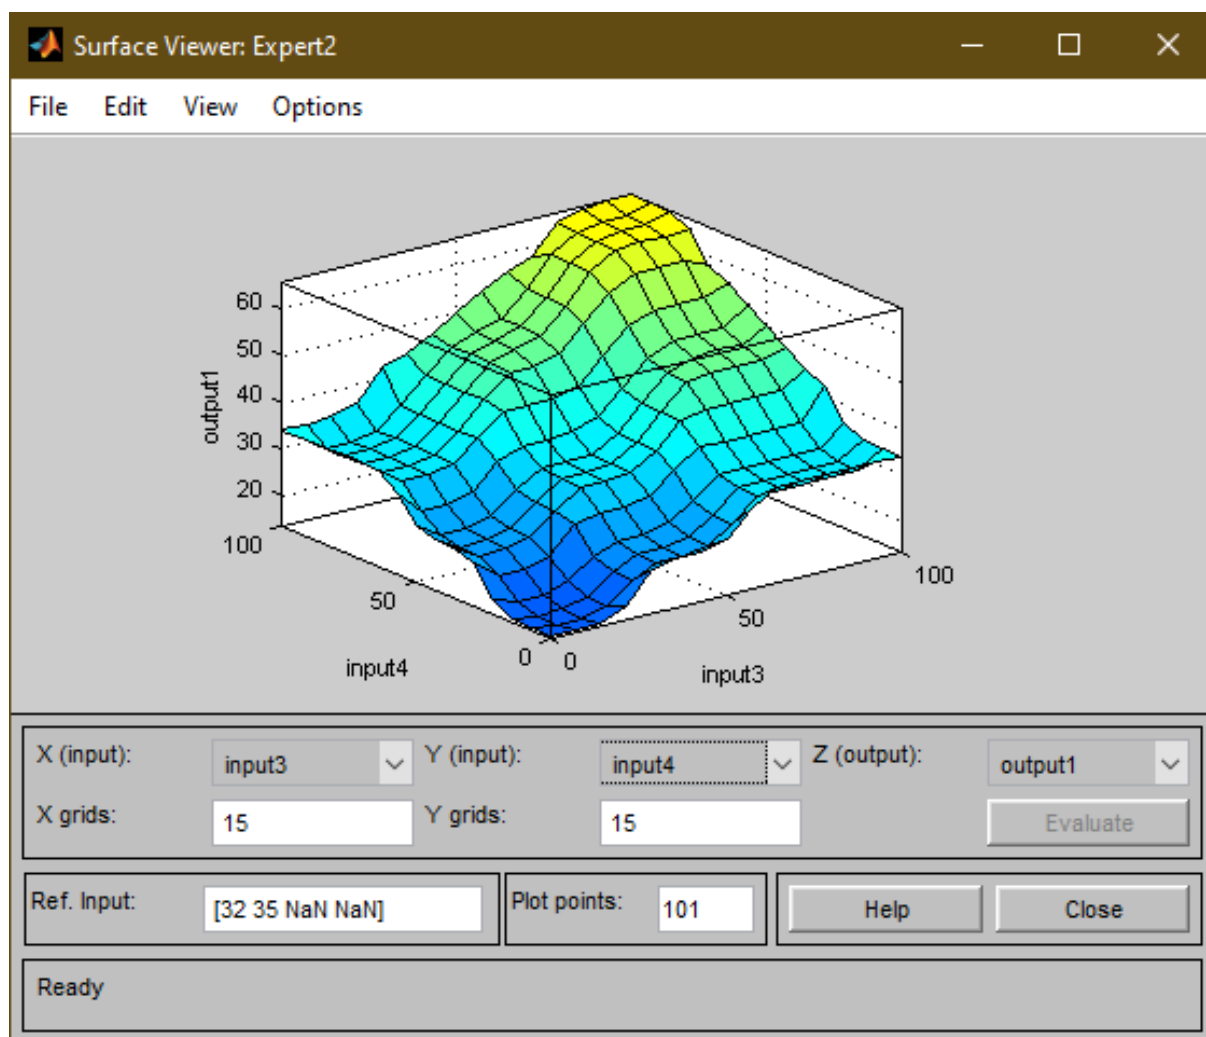 Surface Viewer: Expert2
File Edit View Options
60
50
40
30
20
output1
100
50
0
input4
0
50
100
input3
X (input): input3 Y (input): input4 Z (output): output1
X grids: 15 Y grids: 15 Evaluate
Ref. Input: [32 35 NaN NaN] Plot points: 101 Help Close
Ready